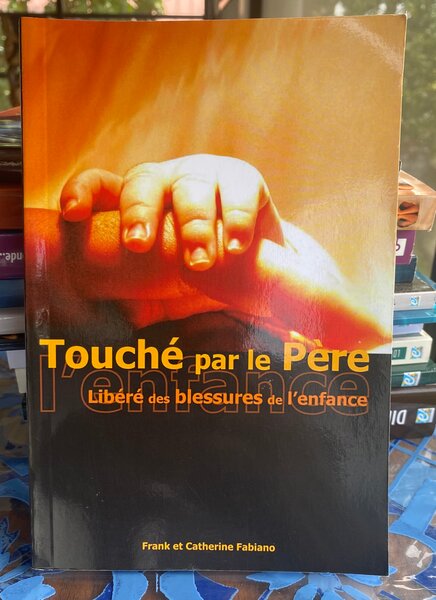 Touché par le Père
l'enfance
Libéré des blessures de l'enfance
Frank et Catherine Fabiano